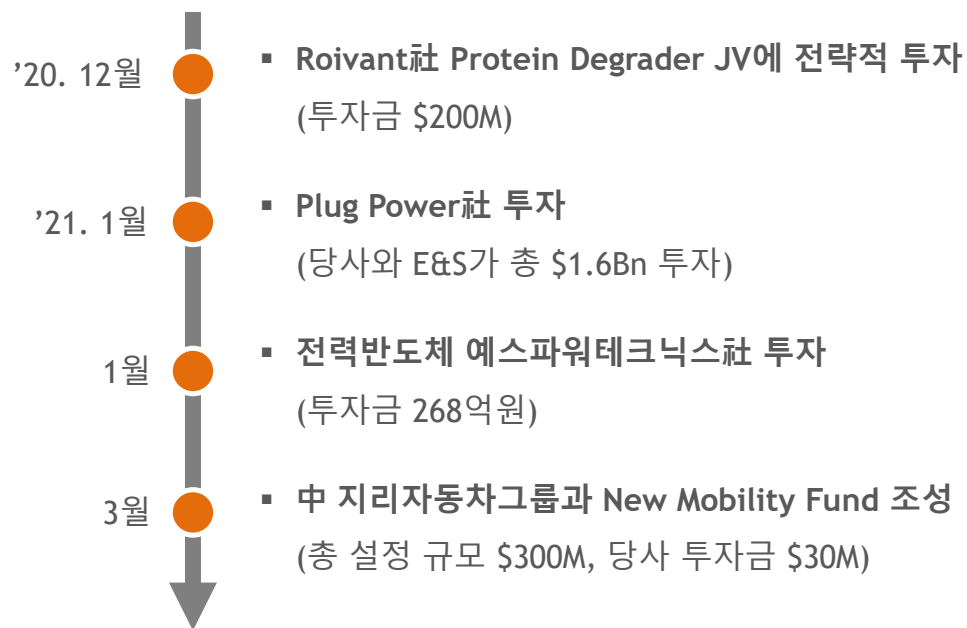 ’20. 12월
▪ Roivant社 Protein Degrader JV에 전략적 투자
(투자금 $200M)
’21. 1월
▪ Plug Power社 투자
(당사와 E&S가 총 $1.6Bn 투자)
1월
▪ 전력반도체 예스파워테크닉스社 투자
(투자금 268억원)
3월
▪ 中 지리자동차그룹과 New Mobility Fund 조성
(총 설정 규모 $300M, 당사 투자금 $30M)